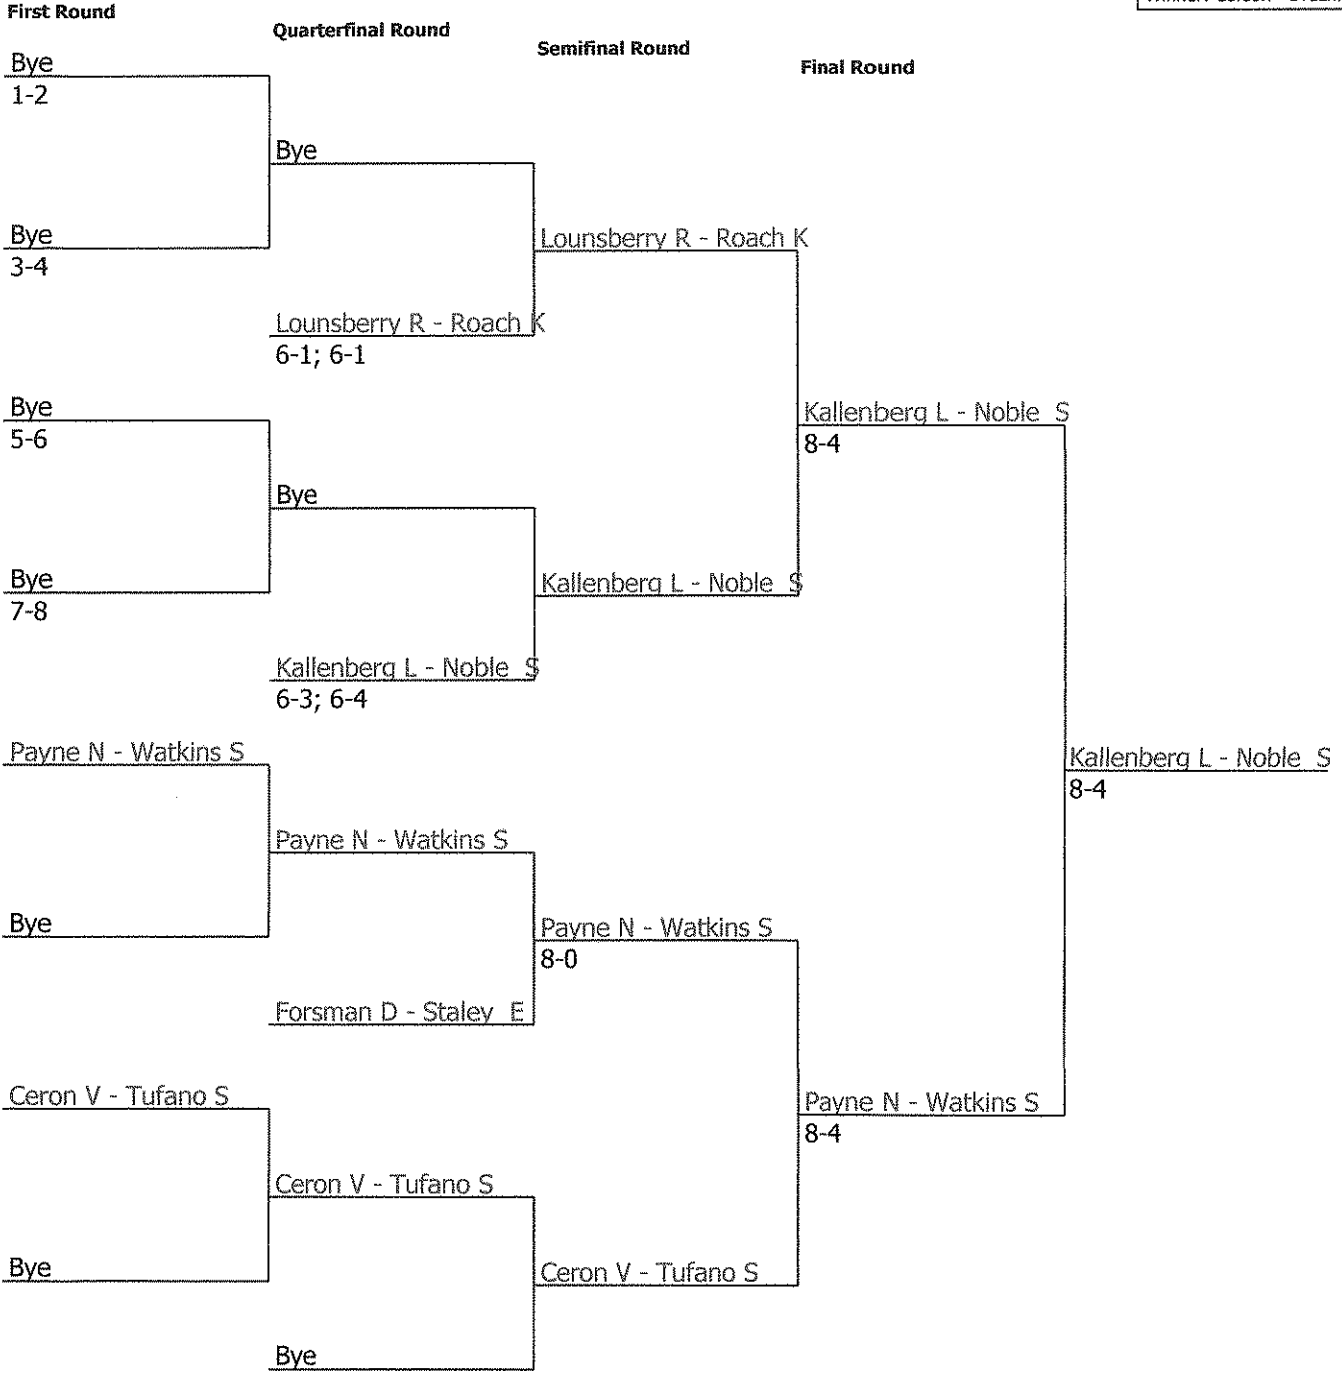 First Round
Quarterfinal Round
Semifinal Round
Final Round
Bye
1-2
Bye
Bye
3-4
Lounsberry R - Roach K
Lounsberry R - Roach K
6-1; 6-1
Bye
5-6
Kallenberg L - Noble  S
8-4
Bye
Bye
7-8
Kallenberg L - Noble  S
Kallenberg L - Noble  S
6-3; 6-4
Payne N - Watkins S
Kallenberg L - Noble  S
8-4
Payne N - Watkins S
Bye
Payne N - Watkins S
8-0
Forsman D - Staley  E
Ceron V - Tufano S
Payne N - Watkins S
8-4
Ceron V - Tufano S
Bye
Ceron V - Tufano S
Bye